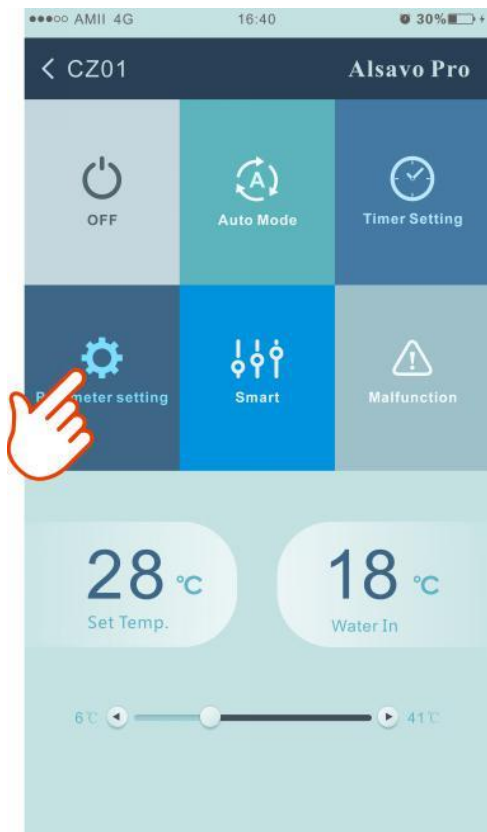 AMII 4G 16:40 30%
CZ01 Alsavo Pro
OFF Auto Mode Timer Setting
Parameter setting Smart Malfunction
28 °C 18 °C
Set Temp. Water In
6℃ 41℃